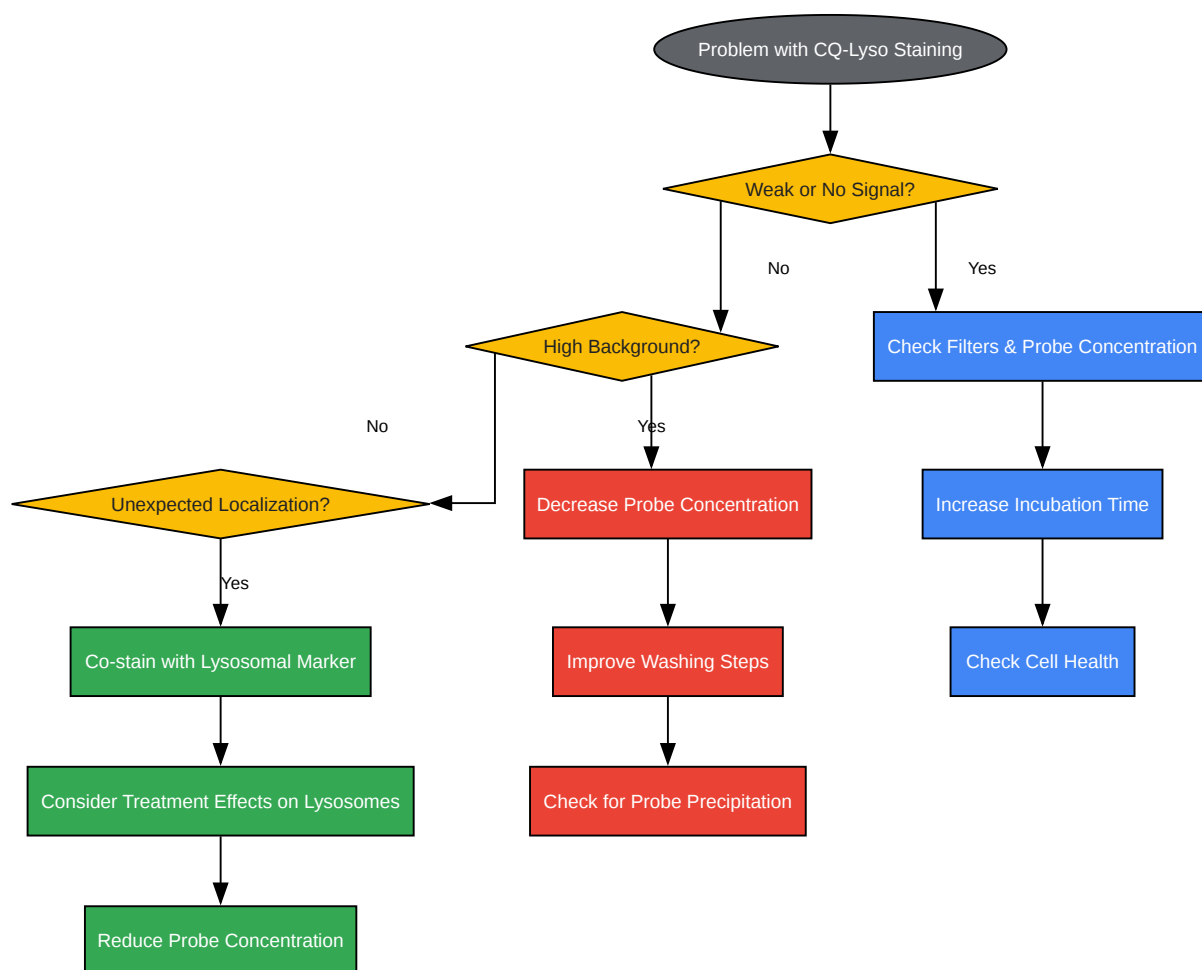 Problem with CQ-Lyso Staining
Weak or No Signal?
No
Yes
High Background?
Check Filters & Probe Concentration
No
Yes
Unexpected Localization?
Decrease Probe Concentration
Increase Incubation Time
Yes
Co-stain with Lysosomal Marker
Improve Washing Steps
Check Cell Health
Consider Treatment Effects on Lysosomes
Check for Probe Precipitation
Reduce Probe Concentration